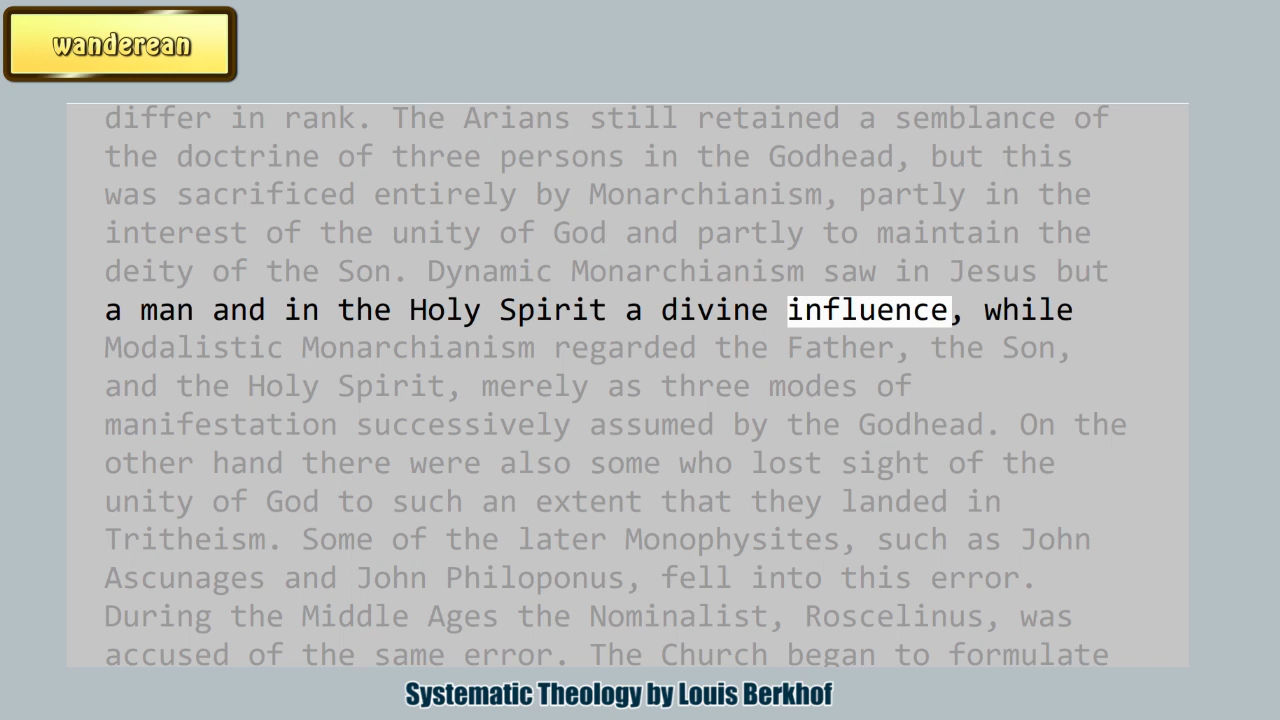 wanderean
differ in rank. The Arians still retained a semblance of
the doctrine of three persons in the Godhead, but this
was sacrificed entirely by Monarchianism, partly in the
interest of the unity of God and partly to maintain the
deity of the Son. Dynamic Monarchianism saw in Jesus but
a man and in the Holy Spirit a divine influence, while
Modalistic Monarchianism regarded the Father, the Son,
and the Holy Spirit, merely as three modes of
manifestation successively assumed by the Godhead. On the
other hand there were also some who lost sight of the
unity of God to such an extent that they landed in
Tritheism. Some of the later Monophysites, such as John
Ascunages and John Philoponus, fell into this error.
During the Middle Ages the Nominalist, Roscelinus, was
accused of the same error. The Church began to formulate
Systematic Theology by Louis Berkhof